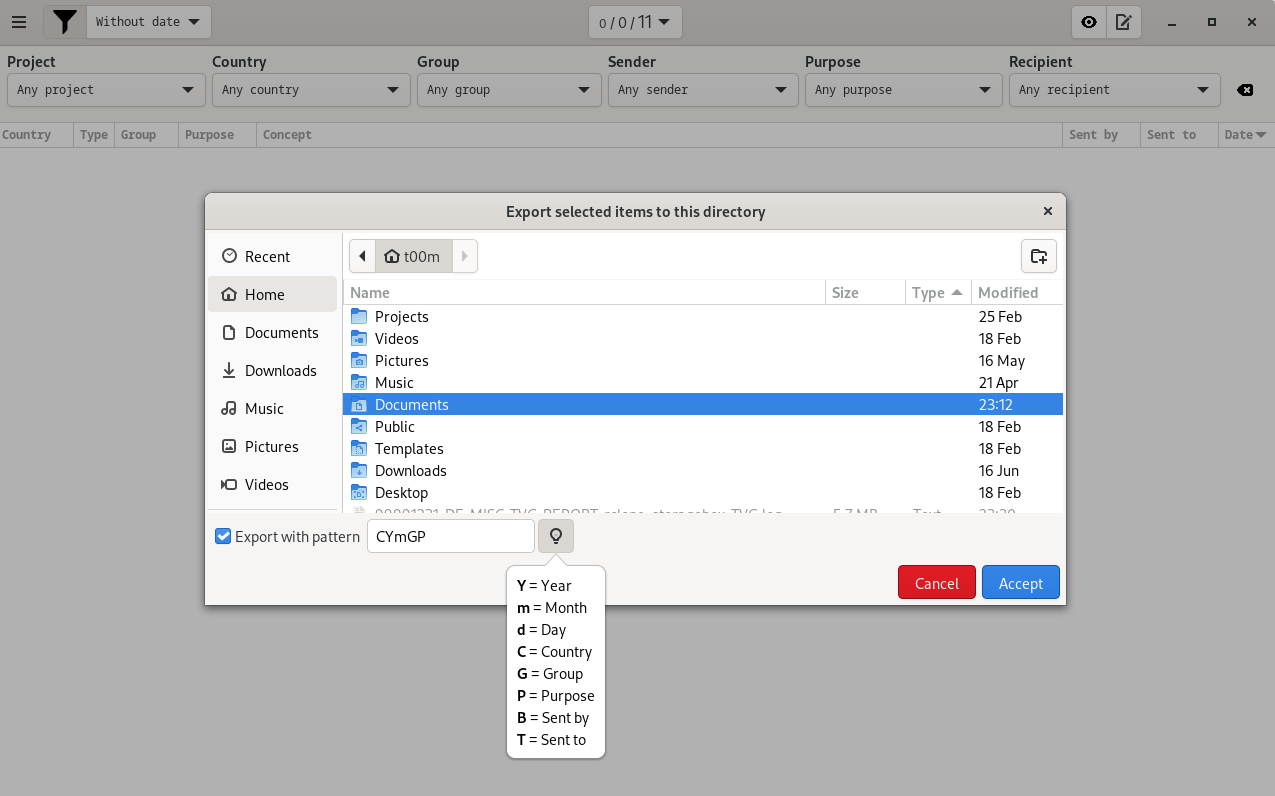 Without date
0 / 0 / 11
Project
Country
Group
Sender
Purpose
Recipient
Any project
Any country
Any group
Any sender
Any purpose
Any recipient
Country Type Group Purpose Concept Sent by Sent to Date
Export selected items to this directory
Recent
Home
Documents
Downloads
Music
Pictures
Videos
t00m
Name Size Type Modified
Projects 25 Feb
Videos 18 Feb
Pictures 16 May
Music 21 Apr
Documents 23:12
Public 18 Feb
Templates 18 Feb
Downloads 16 Jun
Desktop 18 Feb
Export with pattern CYmGP
Cancel Accept
Y = Year
m = Month
d = Day
C = Country
G = Group
P = Purpose
B = Sent by
T = Sent to